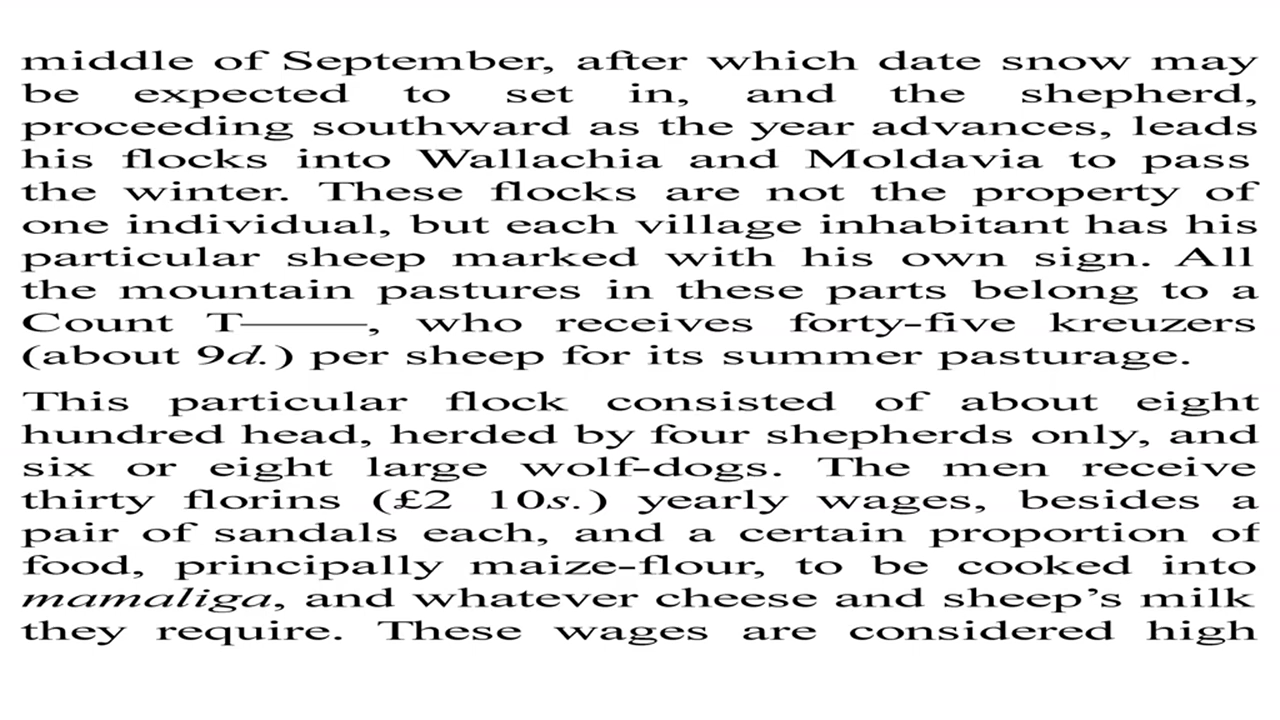 middle of September, after which date snow may
be expected to set in, and the shepherd,
proceeding southward as the year advances, leads
his flocks into Wallachia and Moldavia to pass
the winter. These flocks are not the property of
one individual, but each village inhabitant has his
particular sheep marked with his own sign. All
the mountain pastures in these parts belong to a
Count T———, who receives forty-five kreuzers
(about 9d.) per sheep for its summer pasturage.
This particular flock consisted of about eight
hundred head, herded by four shepherds only, and
six or eight large wolf-dogs. The men receive
thirty florins (£2 10s.) yearly wages, besides a
pair of sandals each, and a certain proportion of
food, principally maize-flour, to be cooked into
mamaliga, and whatever cheese and sheep’s milk
they require. These wages are considered high